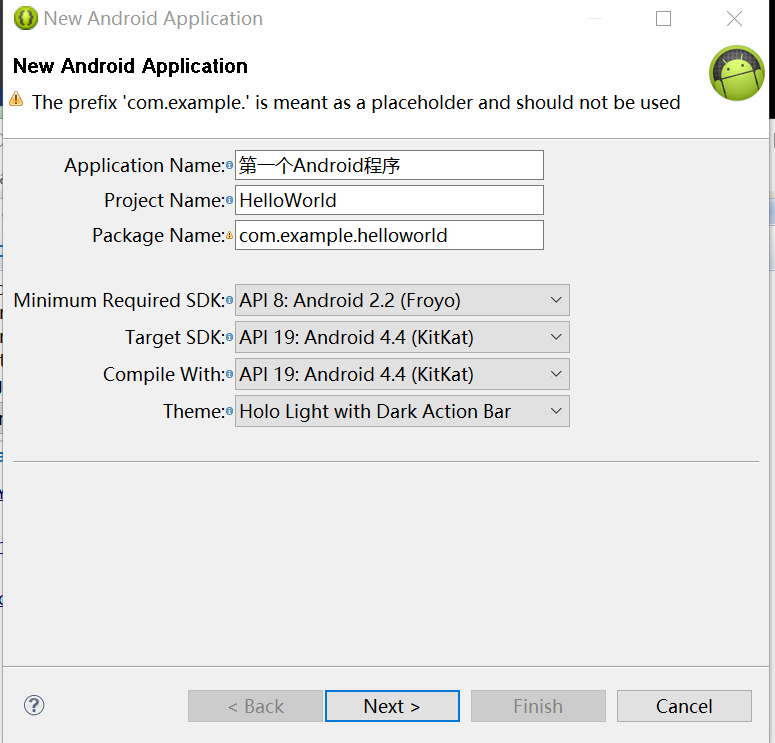 New Android Application
New Android Application
The prefix 'com.example.' is meant as a placeholder and should not be used
Application Name: 第一个Android程序
Project Name: HelloWorld
Package Name: com.example.helloworld
Minimum Required SDK: API 8: Android 2.2 (Froyo)
Target SDK: API 19: Android 4.4 (KitKat)
Compile With: API 19: Android 4.4 (KitKat)
Theme: Holo Light with Dark Action Bar
< Back Next > Finish Cancel